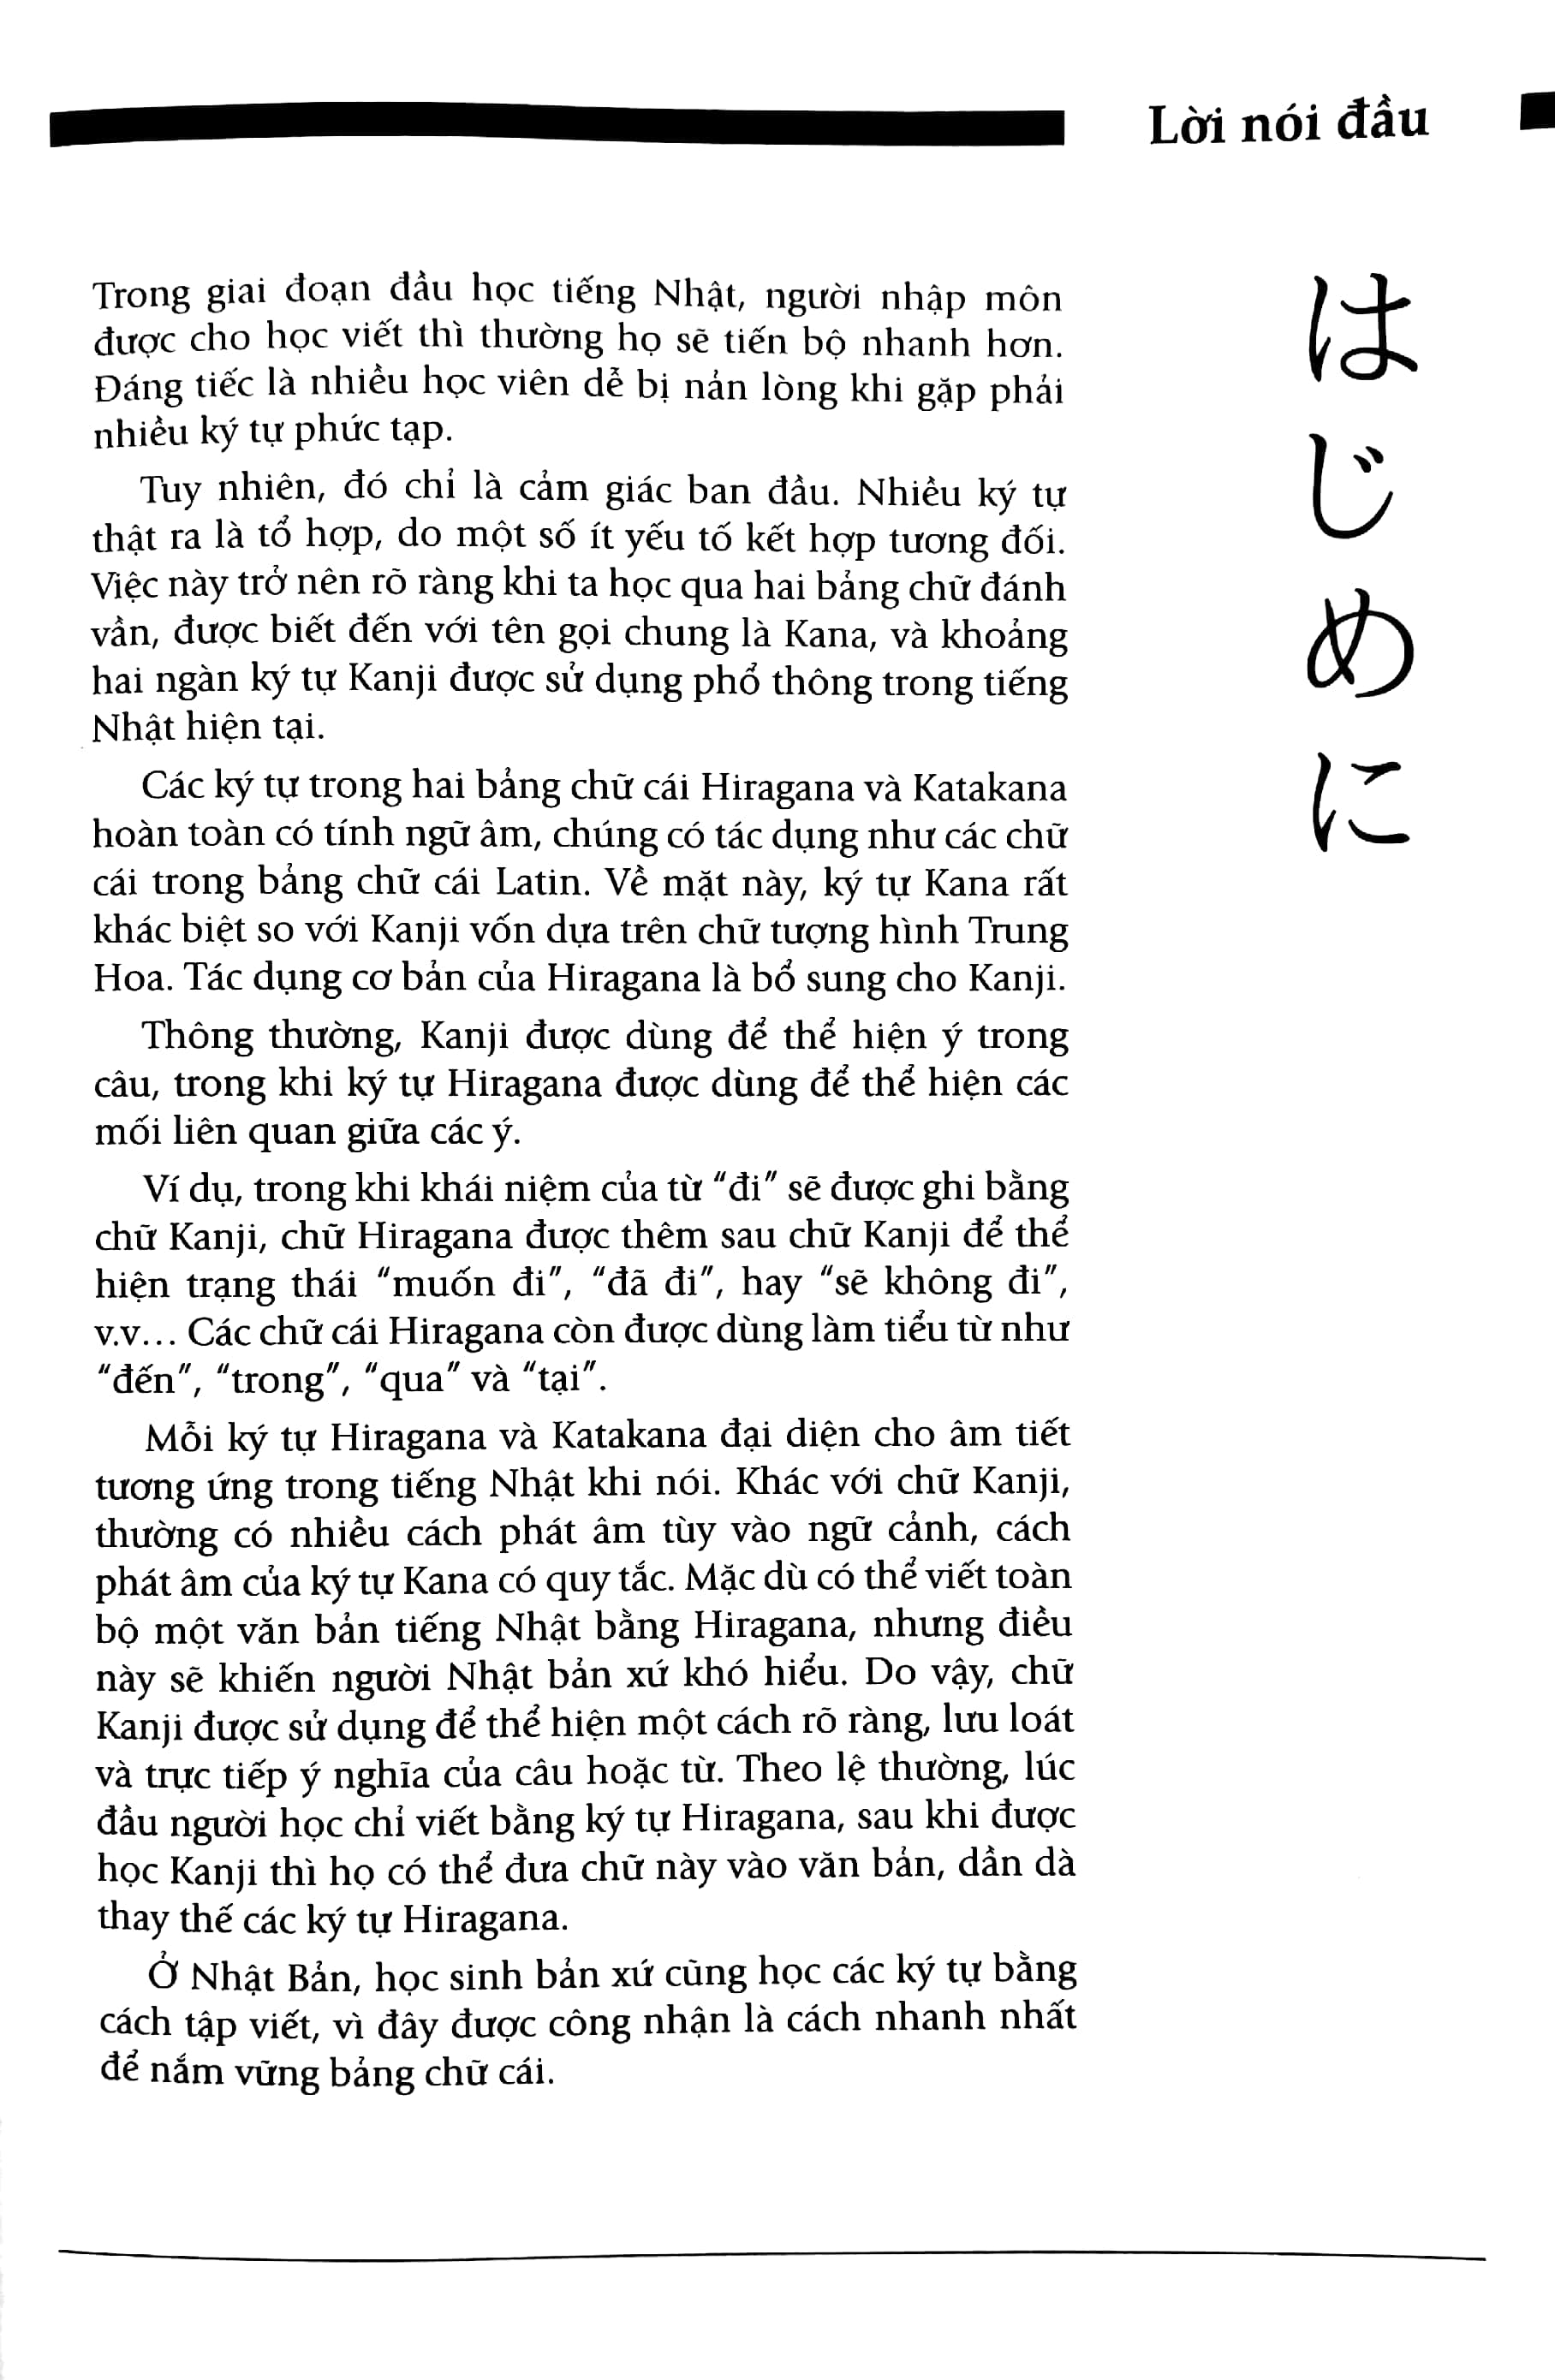 Lời nói đầu
はじめに
Trong giai đoạn đầu học tiếng Nhật, người nhập môn
được cho học viết thì thường họ sẽ tiến bộ nhanh hơn.
Đáng tiếc là nhiều học viên dễ bị nản lòng khi gặp phải
nhiều ký tự phức tạp.
Tuy nhiên, đó chỉ là cảm giác ban đầu. Nhiều ký tự
thật ra là tổ hợp, do một số ít yếu tố kết hợp tương đối.
Việc này trở nên rõ ràng khi ta học qua hai bảng chữ đánh
vần, được biết đến với tên gọi chung là Kana, và khoảng
hai ngàn ký tự Kanji được sử dụng phổ thông trong tiếng
Nhật hiện tại.
Các ký tự trong hai bảng chữ cái Hiragana và Katakana
hoàn toàn có tính ngữ âm, chúng có tác dụng như các chữ
cái trong bảng chữ cái Latin. Về mặt này, ký tự Kana rất
khác biệt so với Kanji vốn dựa trên chữ tượng hình Trung
Hoa. Tác dụng cơ bản của Hiragana là bổ sung cho Kanji.
Thông thường, Kanji được dùng để thể hiện ý trong
câu, trong khi ký tự Hiragana được dùng để thể hiện các
mối liên quan giữa các ý.
Ví dụ, trong khi khái niệm của từ “đi” sẽ được ghi bằng
chữ Kanji, chữ Hiragana được thêm sau chữ Kanji để thể
hiện trạng thái “muốn đi”, “đã đi”, hay “sẽ không đi”,
v.v... Các chữ cái Hiragana còn được dùng làm tiểu từ như
“đến”, “trong”, “qua” và “tại”.
Mỗi ký tự Hiragana và Katakana đại diện cho âm tiết
tương ứng trong tiếng Nhật khi nói. Khác với chữ Kanji,
thường có nhiều cách phát âm tùy vào ngữ cảnh, cách
phát âm của ký tự Kana có quy tắc. Mặc dù có thể viết toàn
bộ một văn bản tiếng Nhật bằng Hiragana, nhưng điều
này sẽ khiến người Nhật bản xứ khó hiểu. Do vậy, chữ
Kanji được sử dụng để thể hiện một cách rõ ràng, lưu loát
và trực tiếp ý nghĩa của câu hoặc từ. Theo lệ thường, lúc
đầu người học chỉ viết bằng ký tự Hiragana, sau khi được
học Kanji thì họ có thể đưa chữ này vào văn bản, dần dà
thay thế các ký tự Hiragana.
Ở Nhật Bản, học sinh bản xứ cũng học các ký tự bằng
cách tập viết, vì đây được công nhận là cách nhanh nhất
để nắm vững bảng chữ cái.